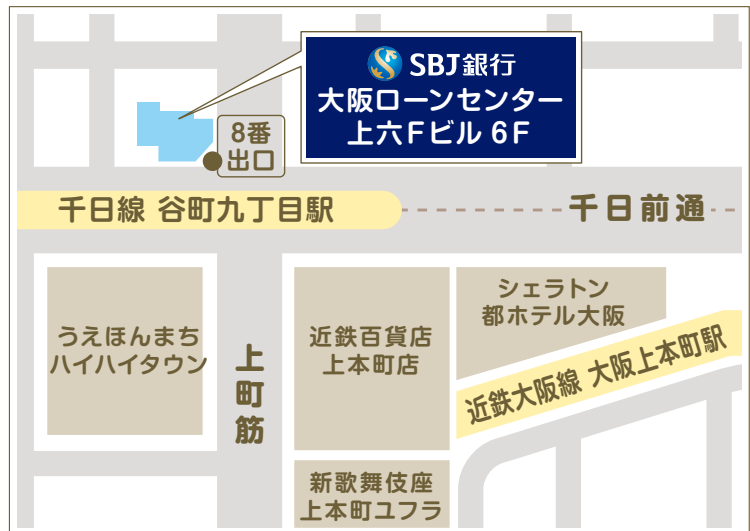 SBJ銀行
大阪ローンセンター
上六Fビル 6F
8番
出口
千日線 谷町九丁目駅
千日前通
うえほんまち
ハイハイタウン
上町筋
近鉄百貨店
上本町店
シェラトン
都ホテル大阪
近鉄大阪線 大阪上本町駅
新歌舞伎座
上本町ユフラ